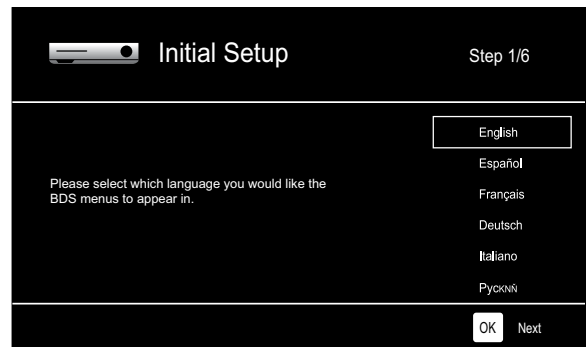 Initial Setup
Step 1/6
Please select which language you would like the
BDS menus to appear in.
English
Español
Français
Deutsch
Italiano
РускNÑ
OK Next